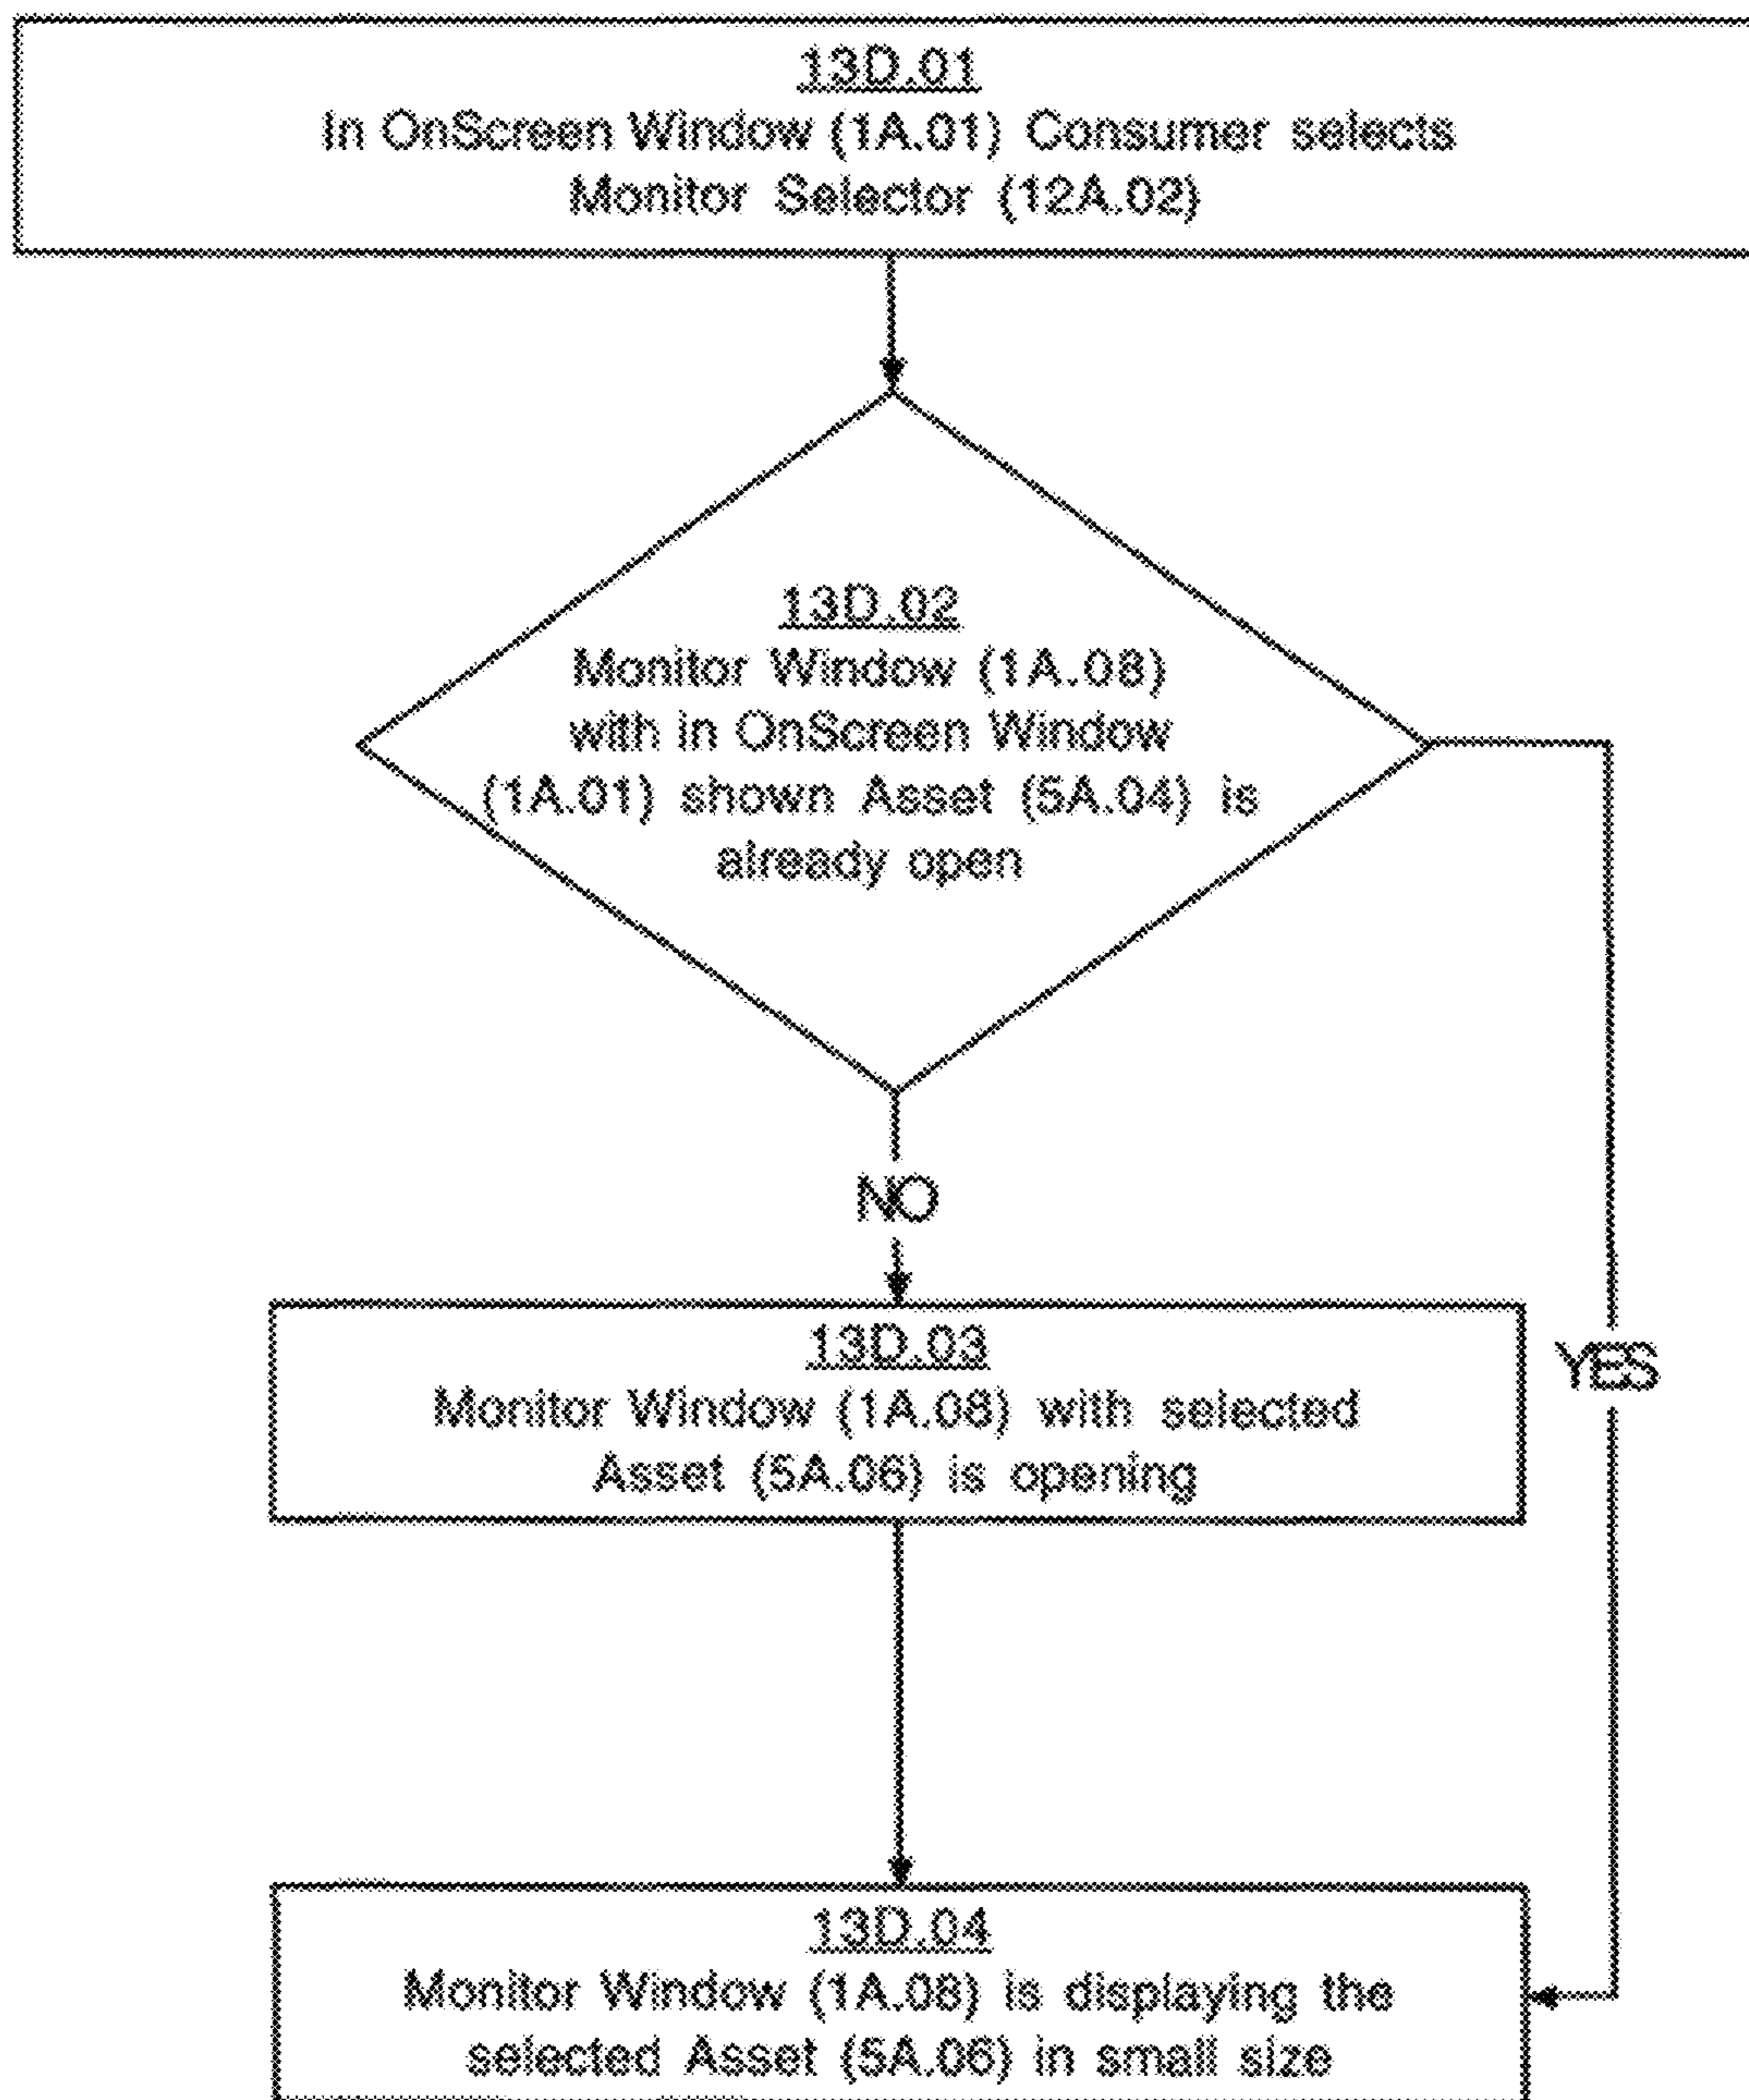 13D.01
In OnScreen Window (1A.01) Consumer selects
Monitor Selector (12A.02)
13D.02
Monitor Window (1A.08)
with in OnScreen Window
(1A.01) shown Asset (5A.04) is
already open
NO
13D.03
Monitor Window (1A.08) with selected
Asset (5A.06) is opening
YES
13D.04
Monitor Window (1A.08) is displaying the
selected Asset (5A.06) in small size